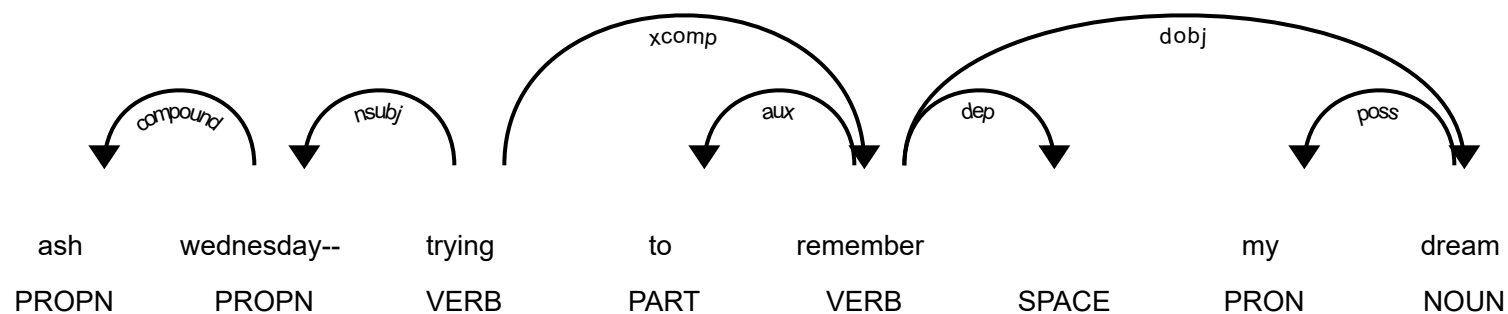 xcomp dobj
compound nsubj aux dep poss
ash wednesday-- trying to remember my dream
PROPN PROPN VERB PART VERB SPACE PRON NOUN